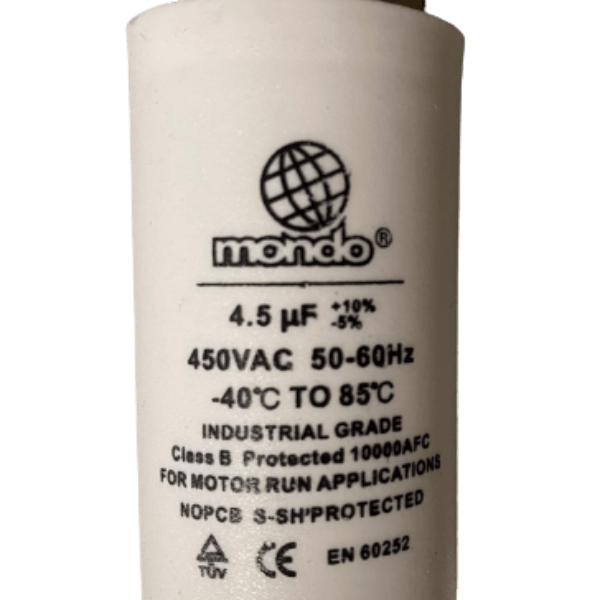 mondo®
4.5 µF +10% -5%
450VAC 50-60Hz
-40℃ TO 85℃
INDUSTRIAL GRADE
Class B Protected 10000AFC
FOR MOTOR RUN APPLICATIONS
NOPCB S-SH'PROTECTED
TÜV CE EN 60252